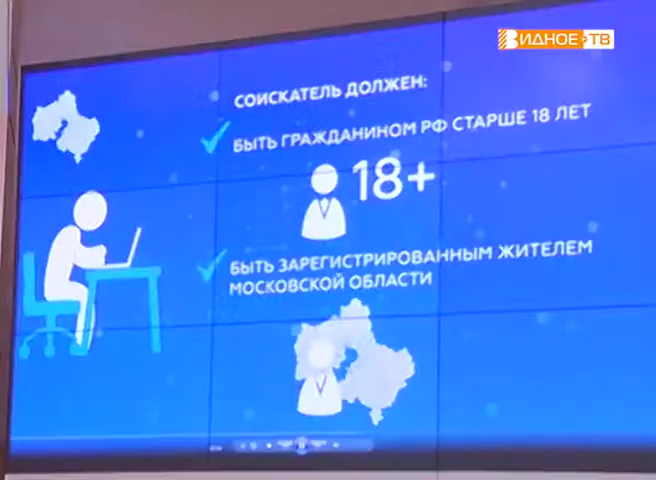 ВИДНОЕ-ТВ
СОИСКАТЕЛЬ ДОЛЖЕН:
БЫТЬ ГРАЖДАНИНОМ РФ СТАРШЕ 18 ЛЕТ
18+
БЫТЬ ЗАРЕГИСТРИРОВАННЫМ ЖИТЕЛЕМ
МОСКОВСКОЙ ОБЛАСТИ